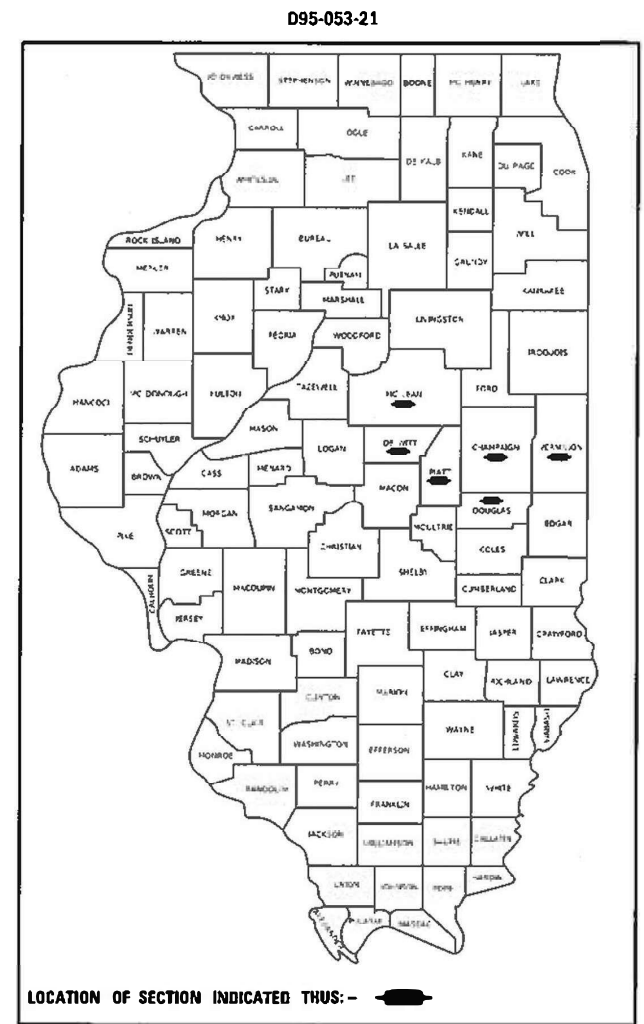 D95-053-21
JO DAVIESS STEPHENSON WINNEBAGO BOONE MC HENRY LAKE
CARROLL OGLE DE KALB KANE DU PAGE COOK
WHITESIDE LEE
KENDALL
ROCK ISLAND HENRY BUREAU LA SALLE WILL
MERCER PUTNAM GRUNDY
STARK MARSHALL KANKAKEE
HENDERSON WARREN KNOX PEORIA WOODFORD LIVINGSTON IROQUOIS
HANCOCK MC DONOUGH FULTON TAZEWELL MC LEAN FORD
MASON
SCHUYLER LOGAN DE WITT CHAMPAIGN VERMILION
ADAMS BROWN CASS MENARD MACON PIATT
PIKE SCOTT MORGAN SANGAMON MOULTRIE DOUGLAS EDGAR
CHRISTIAN COLES
CALHOUN GREENE MACOUPIN MONTGOMERY SHELBY CUMBERLAND CLARK
JERSEY FAYETTE EFFINGHAM JASPER CRAWFORD
MADISON BOND CLAY RICHLAND LAWRENCE
CLINTON MARION
ST. CLAIR WAYNE EDWARDS WABASH
MONROE WASHINGTON JEFFERSON
RANDOLPH PERRY FRANKLIN HAMILTON WHITE
JACKSON WILLIAMSON SALINE GALLATIN
UNION JOHNSON POPE HARDIN
ALEXANDER PULASKI MASSAC
LOCATION OF SECTION INDICATED THUS:-